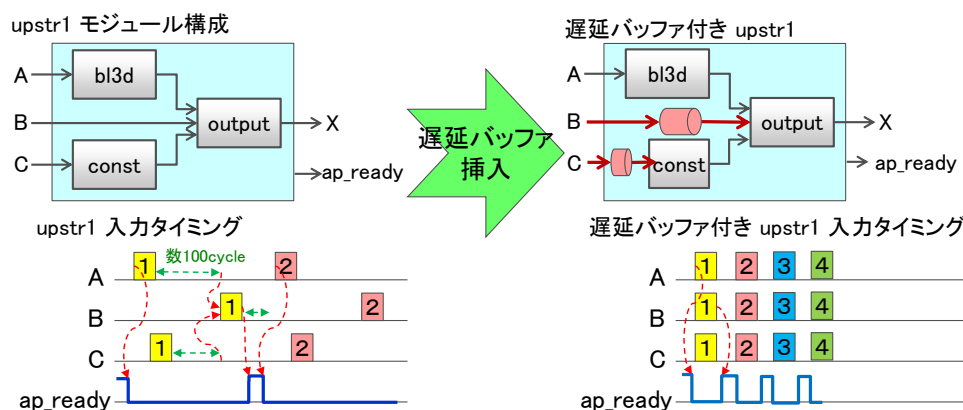 upstr1 モジュール構成
A
bl3d
B
output
X
C
const
ap_ready
遅延バッファ
挿入
遅延バッファ付き upstr1
A
bl3d
B
output
X
C
const
ap_ready
upstr1 入力タイミング
数100cycle
A
1
2
B
1
2
C
1
2
ap_ready
遅延バッファ付き upstr1 入力タイミング
A
1
2
3
4
B
1
2
3
4
C
1
2
3
4
ap_ready